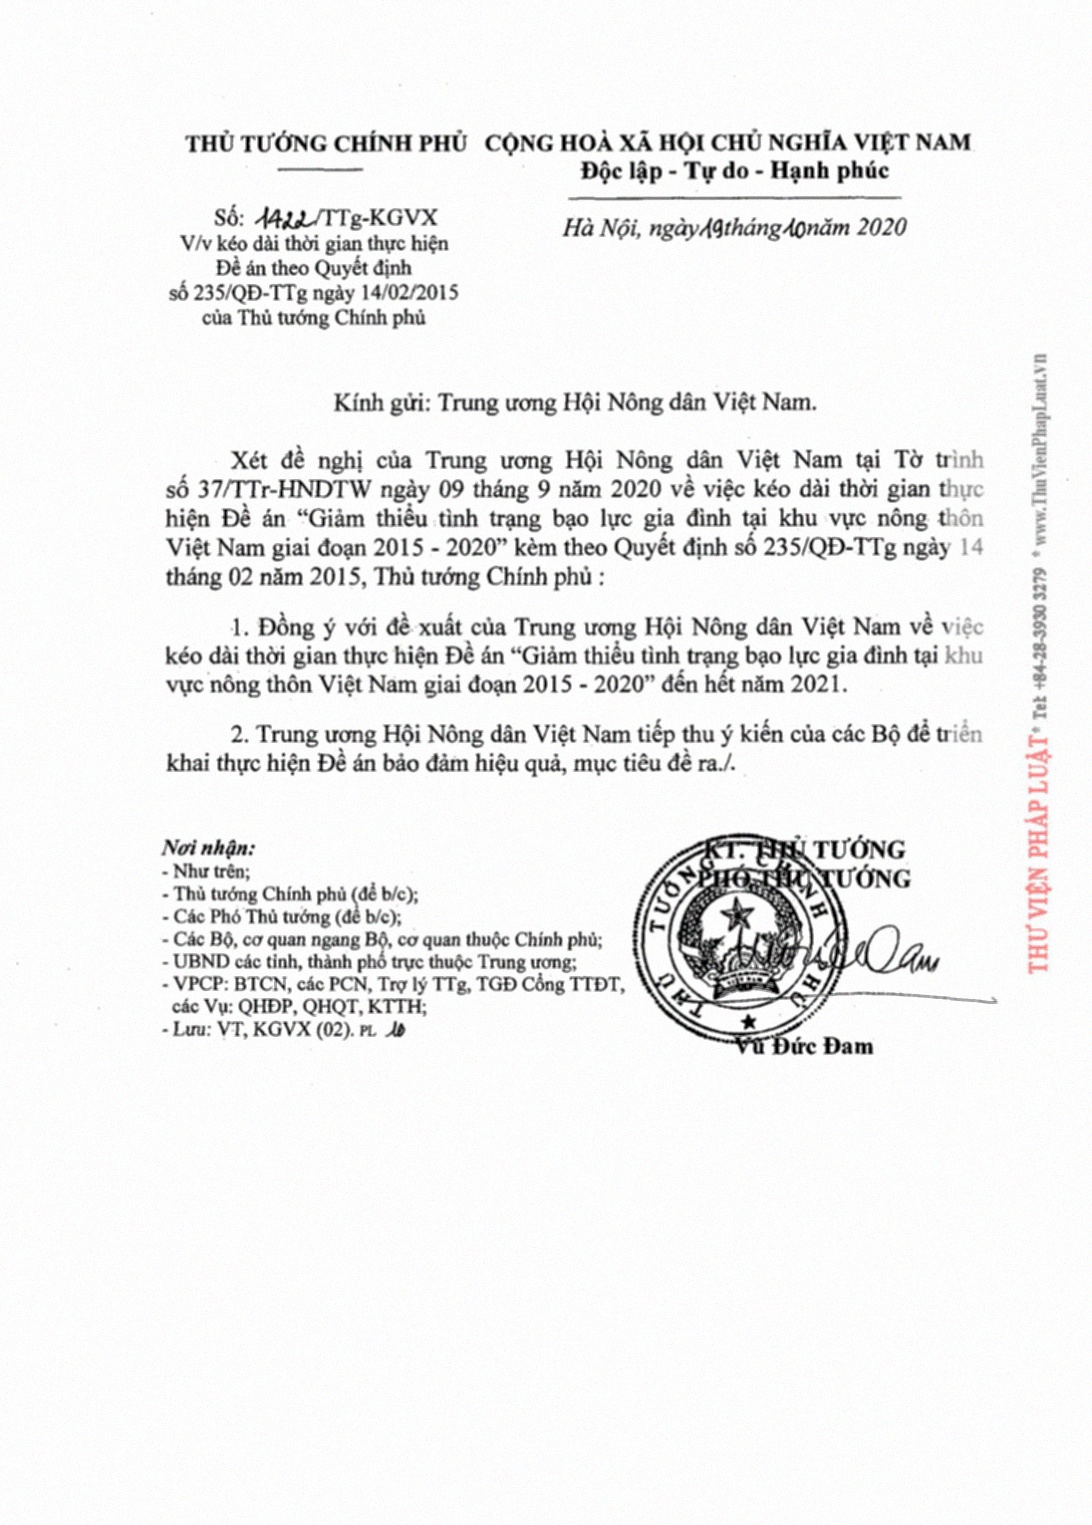 THỦ TƯỚNG CHÍNH PHỦ
CỘNG HOÀ XÃ HỘI CHỦ NGHĨA VIỆT NAM
Độc lập - Tự do - Hạnh phúc
Số: 1422/TTg-KGVX
V/v kéo dài thời gian thực hiện
Đề án theo Quyết định
số 235/QĐ-TTg ngày 14/02/2015
của Thủ tướng Chính phủ
Hà Nội, ngày 19 tháng 10 năm 2020
Kính gửi: Trung ương Hội Nông dân Việt Nam.
Xét đề nghị của Trung ương Hội Nông dân Việt Nam tại Tờ trình
số 37/TTr-HNDTW ngày 09 tháng 9 năm 2020 về việc kéo dài thời gian thực
hiện Đề án “Giảm thiểu tình trạng bạo lực gia đình tại khu vực nông thôn
Việt Nam giai đoạn 2015 - 2020” kèm theo Quyết định số 235/QĐ-TTg ngày 14
tháng 02 năm 2015, Thủ tướng Chính phủ :
1. Đồng ý với đề xuất của Trung ương Hội Nông dân Việt Nam về việc
kéo dài thời gian thực hiện Đề án “Giảm thiểu tình trạng bạo lực gia đình tại khu
vực nông thôn Việt Nam giai đoạn 2015 - 2020” đến hết năm 2021.
2. Trung ương Hội Nông dân Việt Nam tiếp thu ý kiến của các Bộ để triển
khai thực hiện Đề án bảo đảm hiệu quả, mục tiêu đề ra./.
Nơi nhận:
- Như trên;
- Thủ tướng Chính phủ (để b/c);
- Các Phó Thủ tướng (để b/c);
- Các Bộ, cơ quan ngang Bộ, cơ quan thuộc Chính phủ;
- UBND các tỉnh, thành phố trực thuộc Trung ương;
- VPCP: BTCN, các PCN, Trợ lý TTg, TGĐ Cổng TTĐT,
các Vụ: QHĐP, QHQT, KTTH;
- Lưu: VT, KGVX (02). PL
KT. THỦ TƯỚNG
PHÓ THỦ TƯỚNG
THỦ TƯỚNG CHÍNH PHỦ
Vũ Đức Đam
THƯ VIỆN PHÁP LUẬT * Tel: +84-28-3930 3279 * www.ThuVienPhapLuat.vn